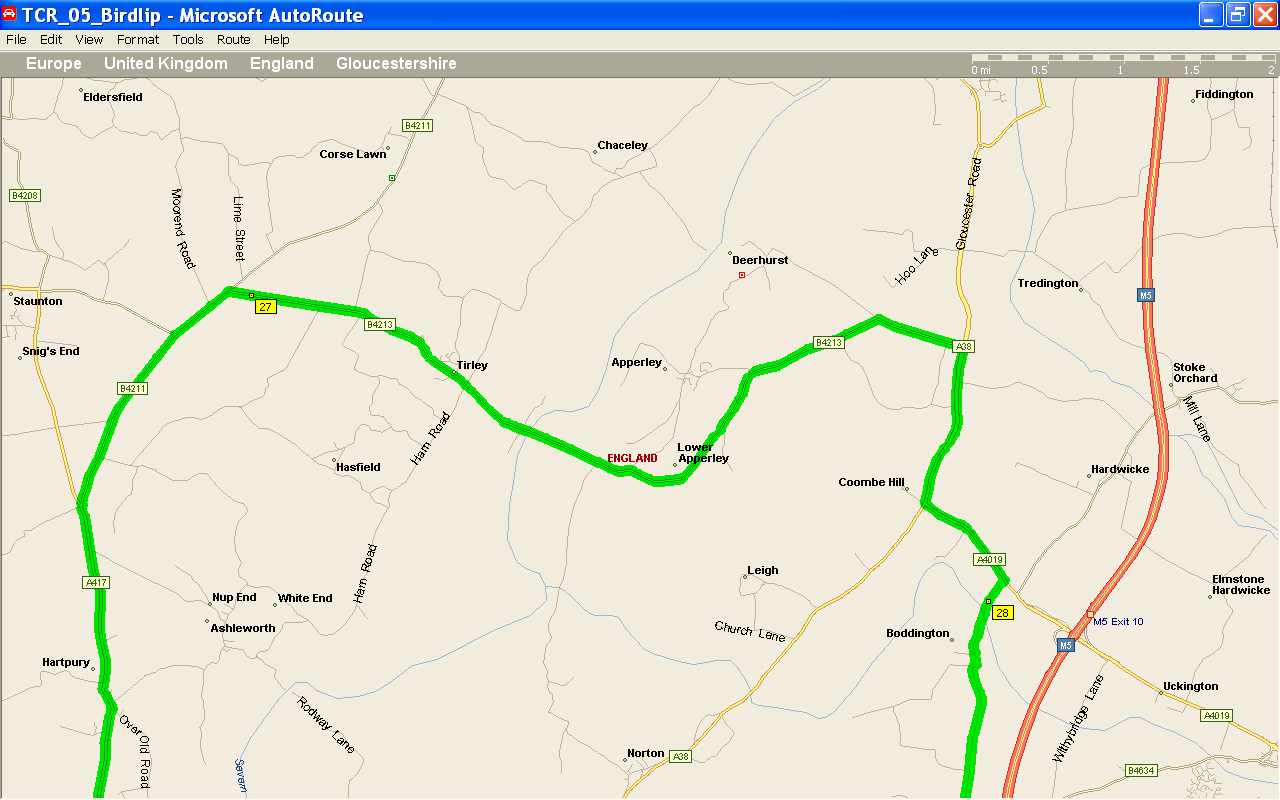 TCR_05_Birdlip - Microsoft AutoRoute
File Edit View Format Tools Route Help
Europe United Kingdom England Gloucestershire
0 mi 0.5 1 1.5 2
Eldersfield
Fiddington
B4211
Corse Lawn
Chaceley
B4208
Moorend Road
Lime Street
Gloucester Road
Deerhurst
Hoo Lane
Tredington
Staunton
27
M5
B4213
B4213
A38
Snig's End
Tirley
Apperley
Stoke
Orchard
B4211
Mill Lane
Ham Road
Lower
Apperley
ENGLAND
Hasfield
Hardwicke
Coombe Hill
A4019
A417
Ham Road
Leigh
Elmstone
Hardwicke
Nup End
White End
28
M5 Exit 10
Ashleworth
Church Lane
Boddington
M5
Hartpury
Uckington
Withybridge Lane
Over Old Road
Rodway Lane
A4019
Severn
Norton
A38
B4634